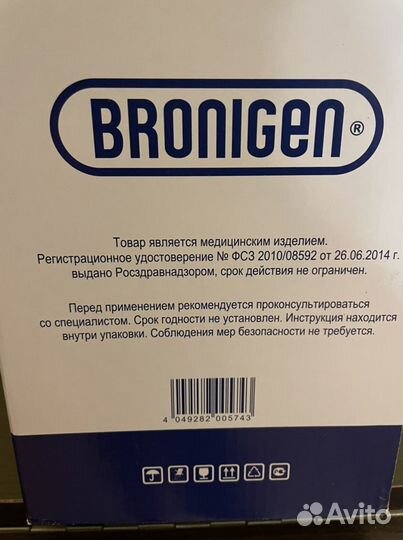 BRONIGEN ®
Товар является медицинским изделием.
Регистрационное удостоверение № ФСЗ 2010/08592 от 26.06.2014 г.
выдано Росздравнадзором, срок действия не ограничен.
Перед применением рекомендуется проконсультироваться
со специалистом. Срок годности не установлен. Инструкция находится
внутри упаковки. Соблюдения мер безопасности не требуется.
4 049282 005743
Avito